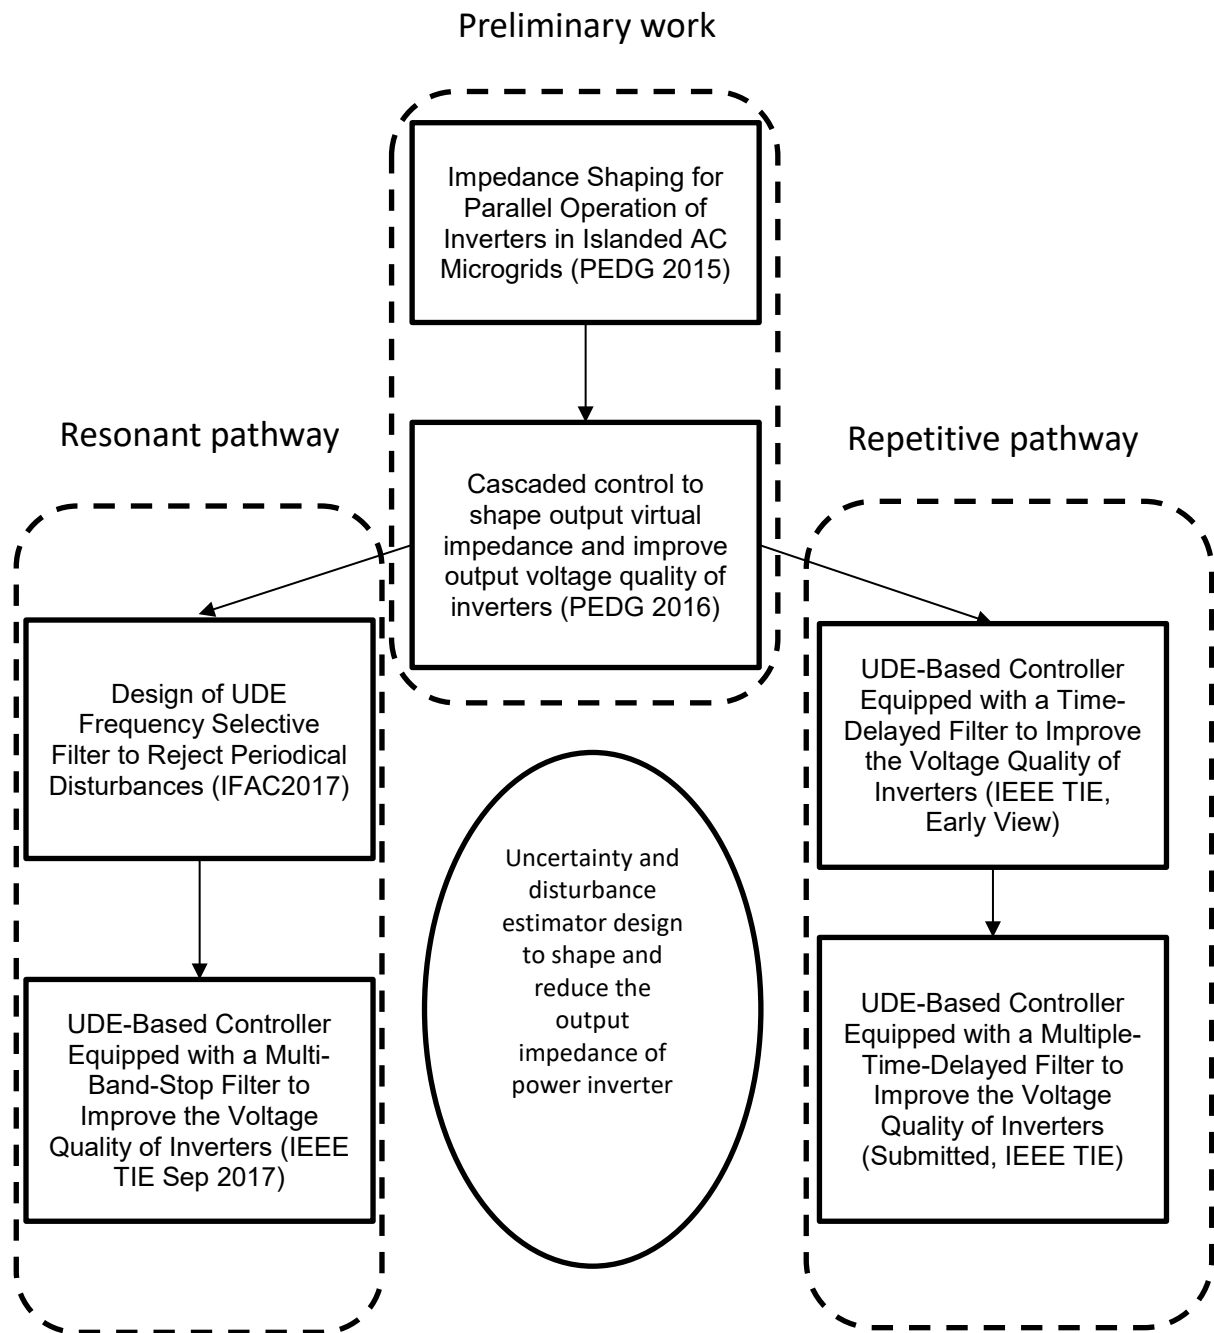 Preliminary work
Impedance Shaping for
Parallel Operation of
Inverters in Islanded AC
Microgrids (PEDG 2015)
Cascaded control to
shape output virtual
impedance and improve
output voltage quality of
inverters (PEDG 2016)
Resonant pathway
Design of UDE
Frequency Selective
Filter to Reject Periodical
Disturbances (IFAC2017)
UDE-Based Controller
Equipped with a Multi-
Band-Stop Filter to
Improve the Voltage
Quality of Inverters (IEEE
TIE Sep 2017)
Uncertainty and
disturbance
estimator design
to shape and
reduce the
output
impedance of
power inverter
Repetitive pathway
UDE-Based Controller
Equipped with a Time-
Delayed Filter to Improve
the Voltage Quality of
Inverters (IEEE TIE,
Early View)
UDE-Based Controller
Equipped with a Multiple-
Time-Delayed Filter to
Improve the Voltage
Quality of Inverters
(Submitted, IEEE TIE)